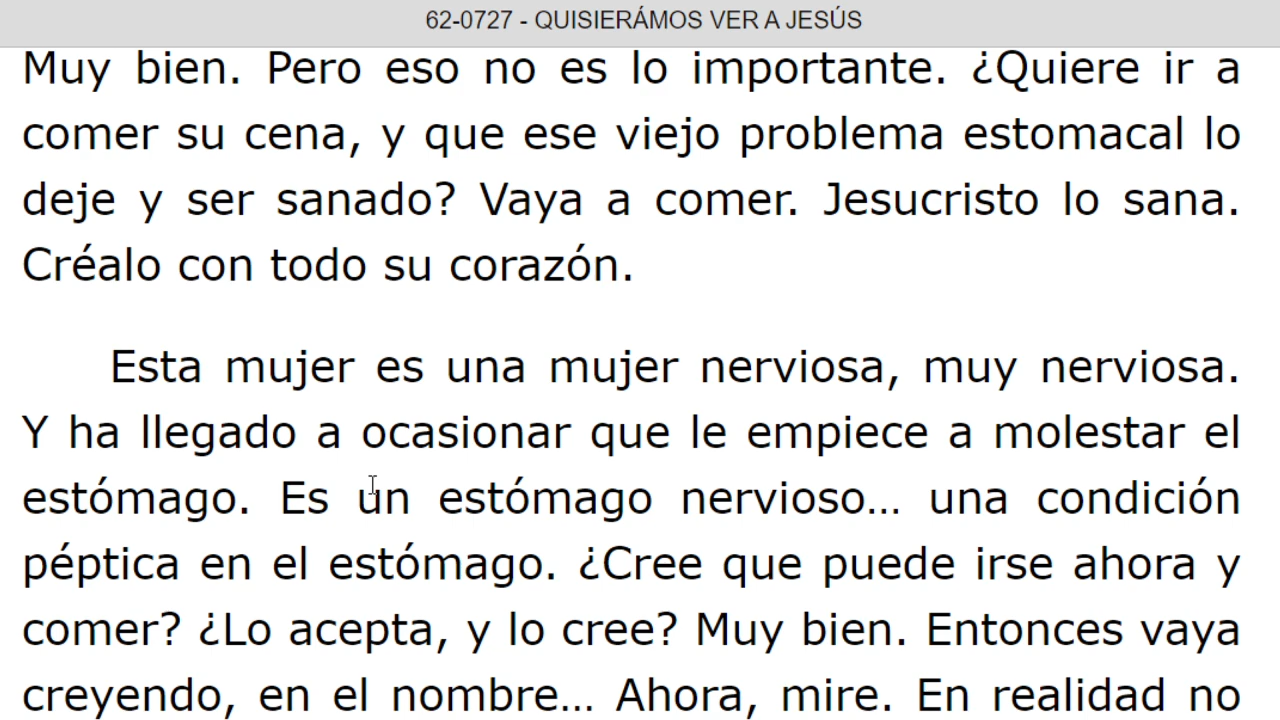 62-0727 - QUISIERÁMOS VER A JESÚS
Muy bien. Pero eso no es lo importante. ¿Quiere ir a
comer su cena, y que ese viejo problema estomacal lo
deje y ser sanado? Vaya a comer. Jesucristo lo sana.
Créalo con todo su corazón.
Esta mujer es una mujer nerviosa, muy nerviosa.
Y ha llegado a ocasionar que le empiece a molestar el
estómago. Es un estómago nervioso… una condición
péptica en el estómago. ¿Cree que puede irse ahora y
comer? ¿Lo acepta, y lo cree? Muy bien. Entonces vaya
creyendo, en el nombre… Ahora, mire. En realidad no